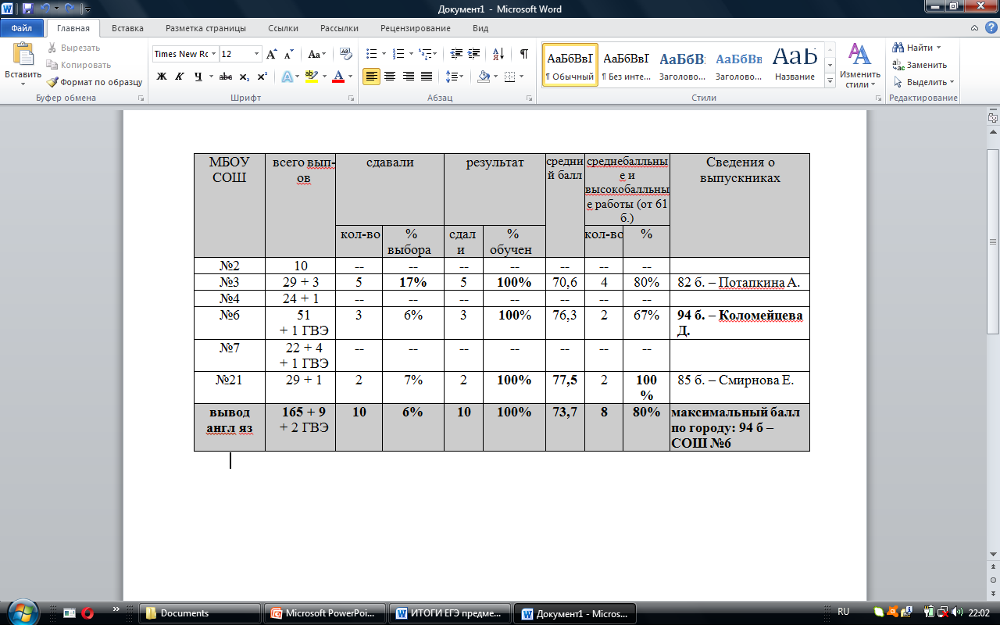 Документ1 - Microsoft Word
Файл
Главная
Вставка
Разметка страницы
Ссылки
Рассылки
Рецензирование
Вид
Вставить
Вырезать
Копировать
Формат по образцу
Буфер обмена
Times New Rc
12
Шрифт
Абзац
АаБбВвІ
¶ Обычный
АаБбВвІ
¶ Без инте...
АаБбВ
Заголово...
АаБбВв
Заголово...
АаБ
Название
Изменить
стили
Стили
Найти
Заменить
Выделить
Редактирование
МБОУ
СОШ
всего вып-
ов
сдавали
результат
средни
й балл
среднебалльны
е и
высокобалльны
е работы (от 61
б.)
Сведения о
выпускниках
кол-во
%
выбора
сдал
и
%
обучен
кол-во
%
№2 10 -- -- -- -- -- -- --
№3 29 + 3 5 17% 5 100% 70,6 4 80% 82 б. – Потапкина А.
№4 24 + 1 -- -- -- -- -- -- --
№6 51 3 6% 3 100% 76,3 2 67% 94 б. – Коломейцева
+ 1 ГВЭ Д.
№7 22 + 4 -- -- -- -- -- -- --
+ 1 ГВЭ
№21 29 + 1 2 7% 2 100% 77,5 2 100 85 б. – Смирнова Е.
%
вывод 165 + 9 10 6% 10 100% 73,7 8 80% максимальный балл
англ яз + 2 ГВЭ по городу: 94 б –
СОШ №6
Documents
Microsoft PowerPoi...
ИТОГИ ЕГЭ предме...
Документ1 - Micros...
RU
22:02